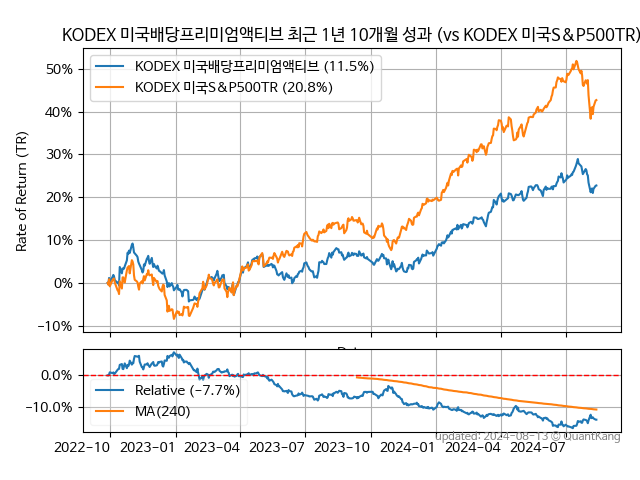 KODEX 미국배당프리미엄액티브 최근 1년 10개월 성과 (vs KODEX 미국S&P500TR)
KODEX 미국배당프리미엄액티브 (11.5%)
KODEX 미국S&P500TR (20.8%)
Rate of Return (TR)
50%
40%
30%
20%
10%
0%
−10%
0.0%
−10.0%
Relative (−7.7%)
MA(240)
updated: 2024-08-13 © QuantKang
2022-10 2023-01 2023-04 2023-07 2023-10 2024-01 2024-04 2024-07